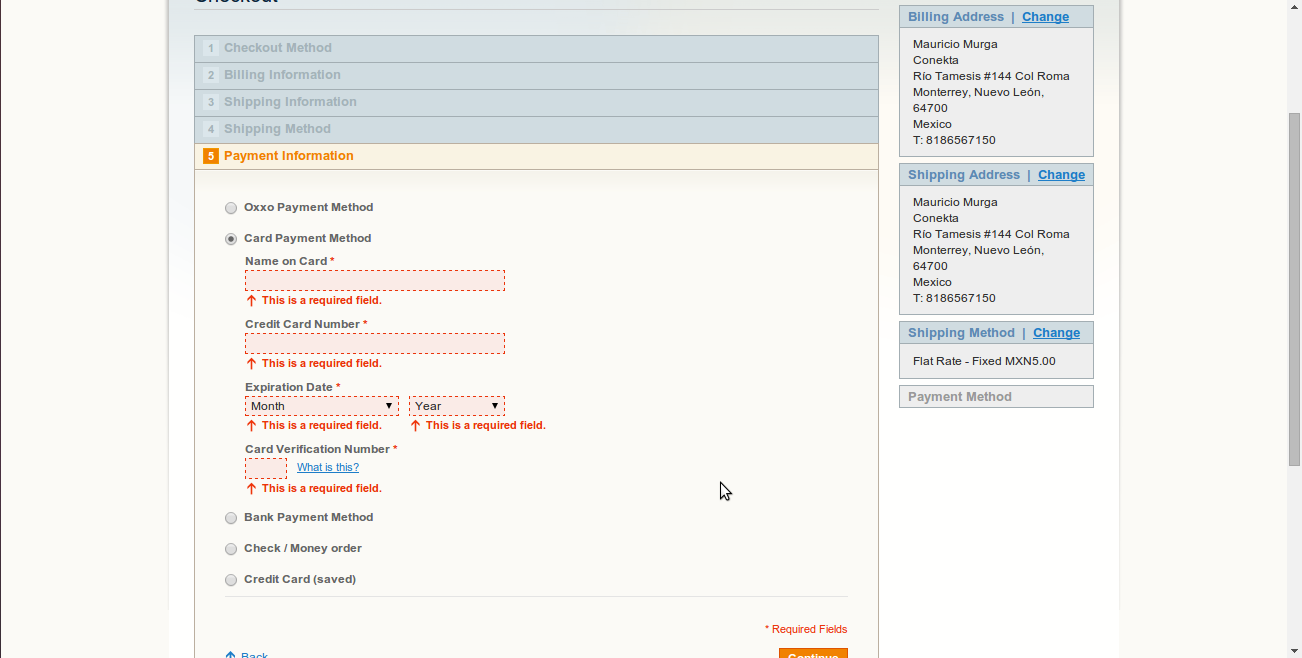 Checkout
1 Checkout Method
2 Billing Information
3 Shipping Information
4 Shipping Method
5 Payment Information
Oxxo Payment Method
Card Payment Method
Name on Card *
This is a required field.
Credit Card Number *
This is a required field.
Expiration Date *
Month Year
This is a required field. This is a required field.
Card Verification Number *
What is this?
This is a required field.
Bank Payment Method
Check / Money order
Credit Card (saved)
* Required Fields
Back
Continue
Billing Address | Change
Mauricio Murga
Conekta
Río Tamesis #144 Col Roma
Monterrey, Nuevo León,
64700
Mexico
T: 8186567150
Shipping Address | Change
Mauricio Murga
Conekta
Río Tamesis #144 Col Roma
Monterrey, Nuevo León,
64700
Mexico
T: 8186567150
Shipping Method | Change
Flat Rate - Fixed MXN5.00
Payment Method